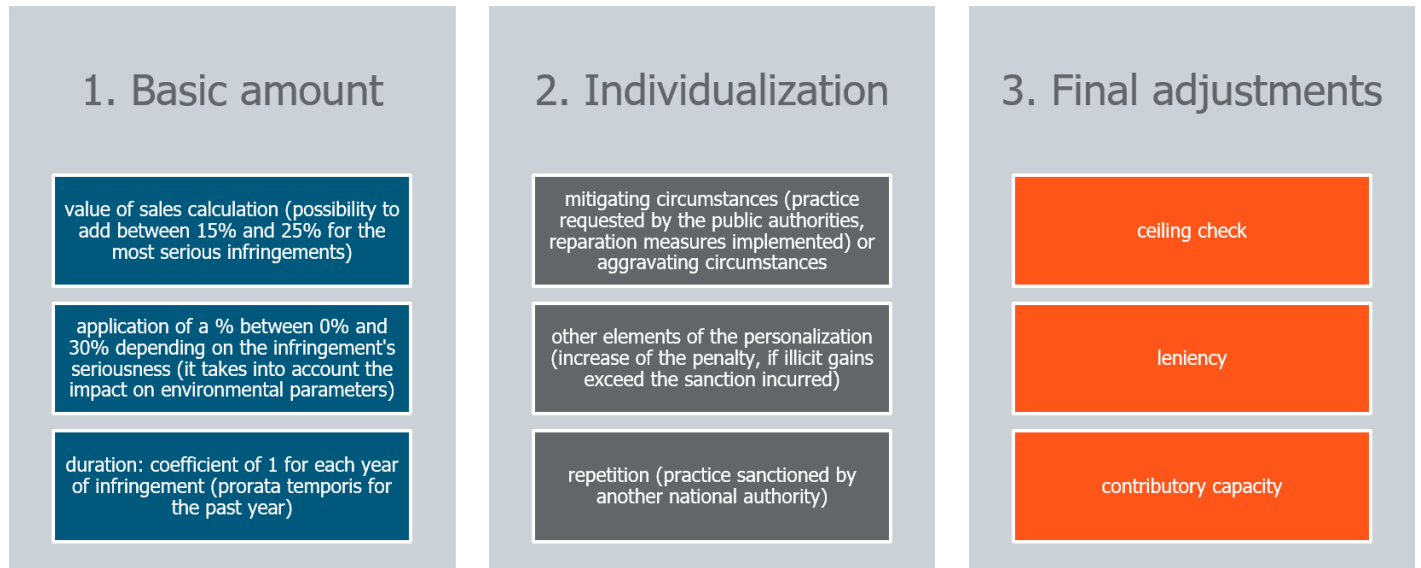 1. Basic amount
value of sales calculation (possibility to
add between 15% and 25% for the
most serious infringements)
application of a % between 0% and
30% depending on the infringement's
seriousness (it takes into account the
impact on environmental parameters)
duration: coefficient of 1 for each year
of infringement (prorata temporis for
the past year)
2. Individualization
mitigating circumstances (practice
requested by the public authorities,
reparation measures implemented) or
aggravating circumstances
other elements of the personalization
(increase of the penalty, if illicit gains
exceed the sanction incurred)
repetition (practice sanctioned by
another national authority)
3. Final adjustments
ceiling check
leniency
contributory capacity